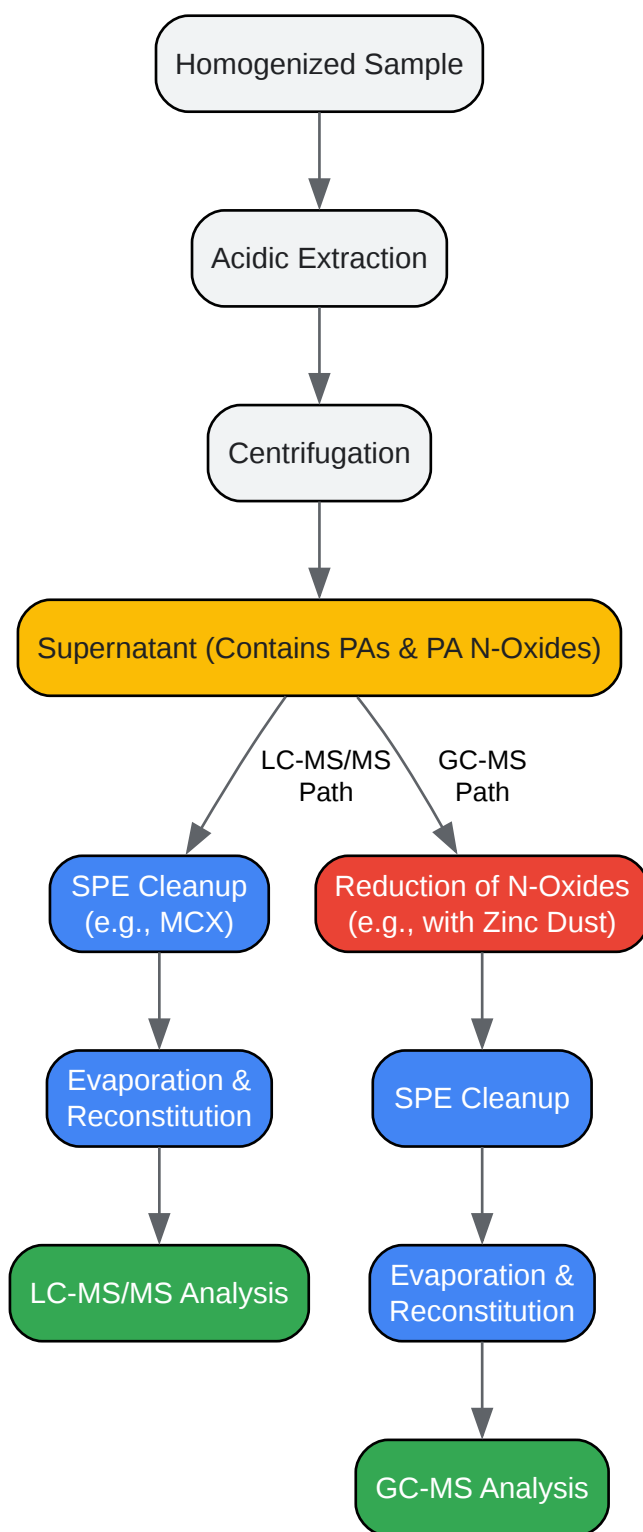 Homogenized Sample
Acidic Extraction
Centrifugation
Supernatant (Contains PAs & PA N-Oxides)
LC-MS/MS
Path
GC-MS
Path
SPE Cleanup
(e.g., MCX)
Reduction of N-Oxides
(e.g., with Zinc Dust)
Evaporation &
Reconstitution
SPE Cleanup
LC-MS/MS Analysis
Evaporation &
Reconstitution
GC-MS Analysis